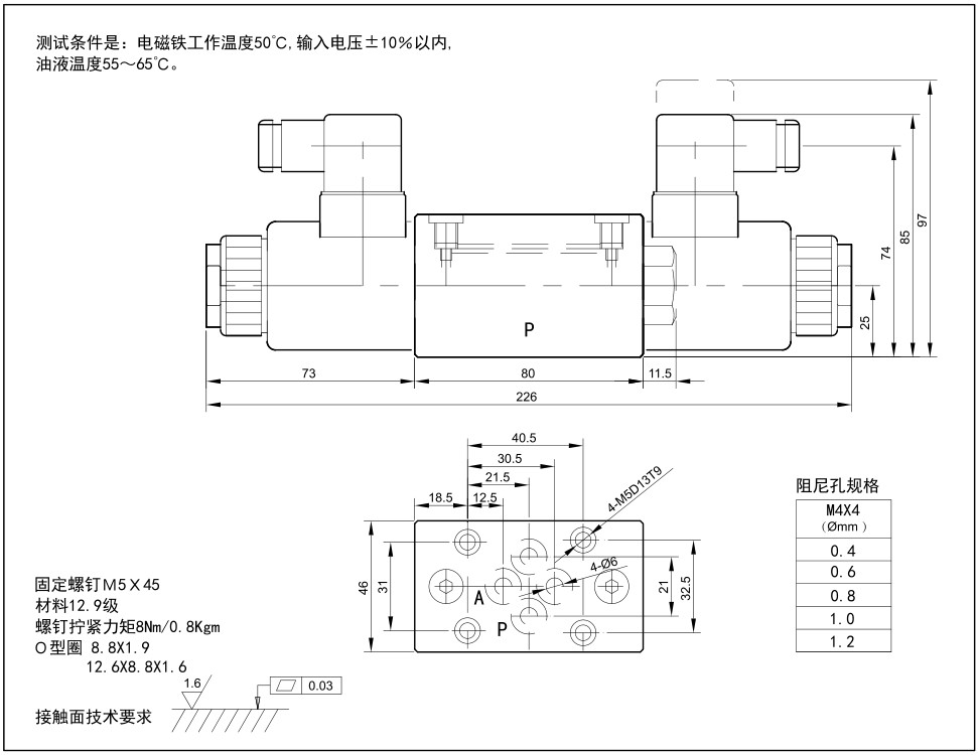 测试条件是：电磁铁工作温度50℃,输入电压±10%以内,
油液温度55～65℃。
97
85
74
25
P
73
80
11.5
226
40.5
30.5
21.5
18.5
12.5
4-M5D13T9
4-Ø6
46
31
21
32.5
A
P
阻尼孔规格
M4X4
(Ømm )
0.4
0.6
0.8
1.0
1.2
固定螺钉M5X45
材料12.9级
螺钉拧紧力矩8Nm/0.8Kgm
O型圈 8.8X1.9
12.6X8.8X1.6
1.6
0.03
接触面技术要求